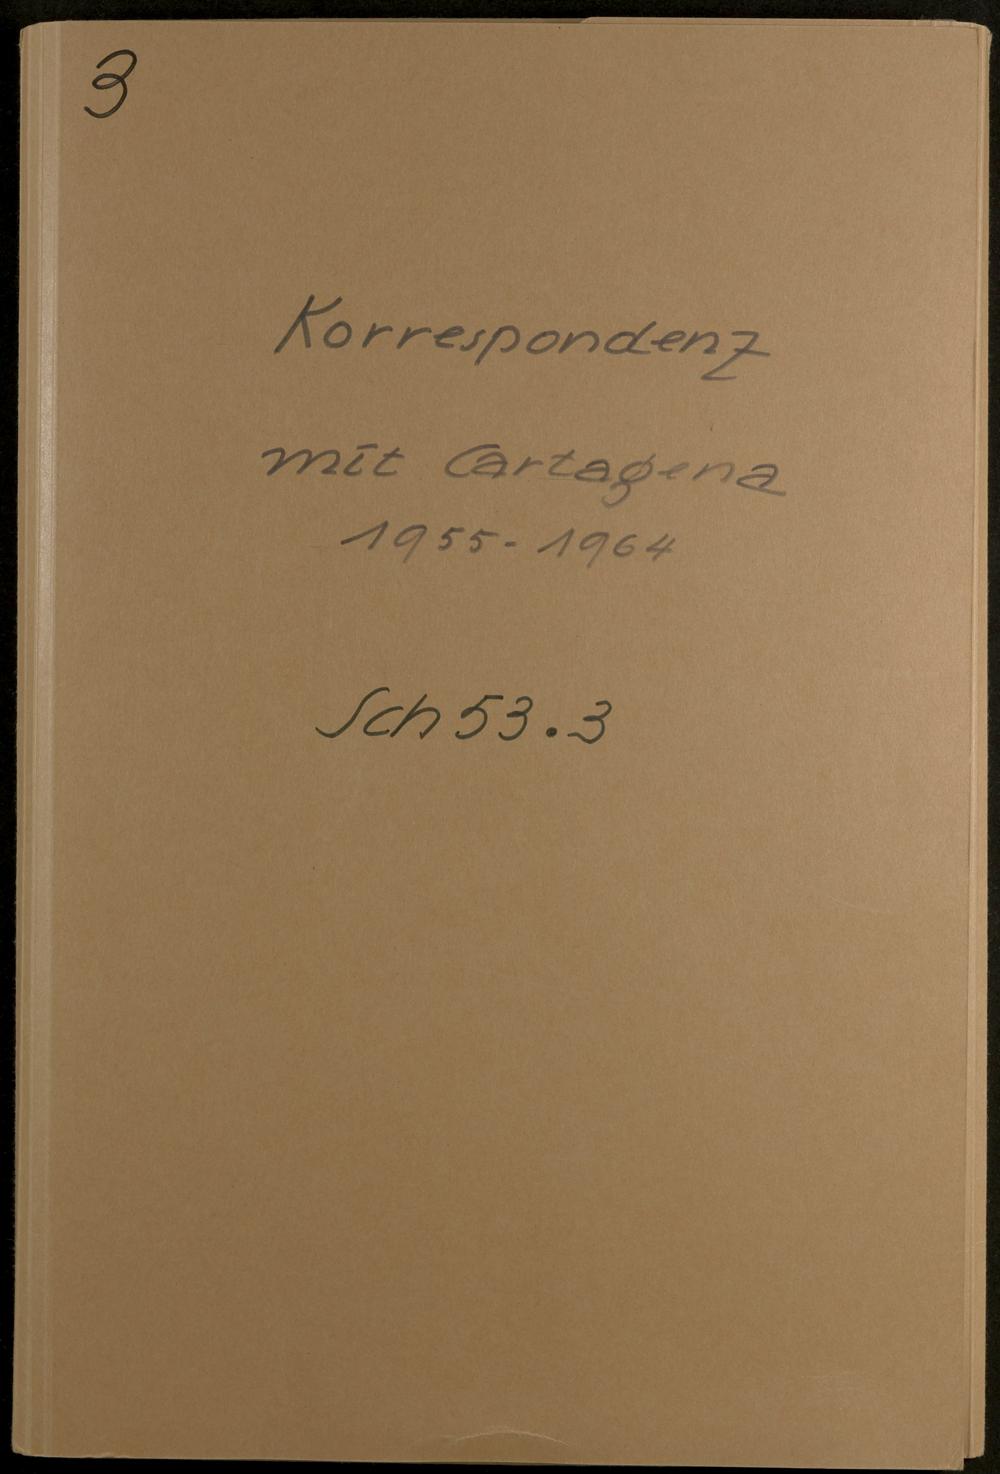 3
Korrespondenz
mit Cartagena
1955-1964
Sch 53.3